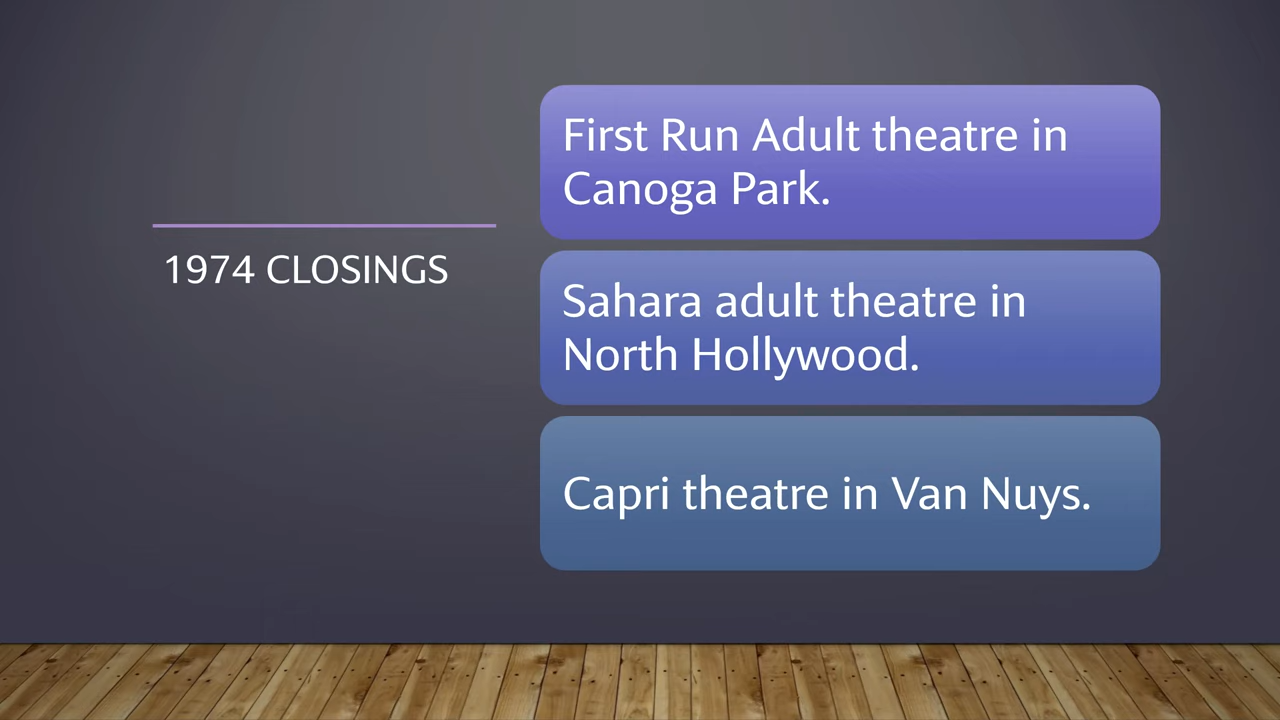 1974 CLOSINGS
First Run Adult theatre in
Canoga Park.
Sahara adult theatre in
North Hollywood.
Capri theatre in Van Nuys.